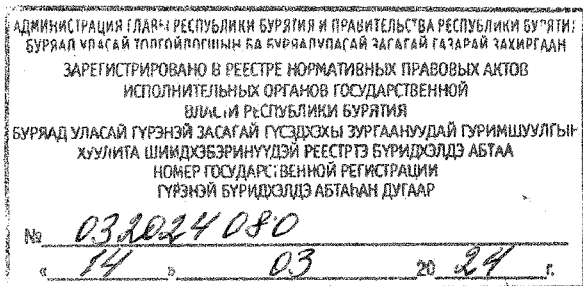 АДМИНИСТРАЦИЯ ГЛАВЫ РЕСПУБЛИКИ БУРЯТИЯ И ПРАВИТЕЛЬСТВА РЕСПУБЛИКИ БУРЯТИЯ
БУРЯАД УЛАСАЙ ТОЛГОЙЛОГШЫН БА БУРЯАД УЛАСАЙ ЗАСАГАЙ ГАЗАРАЙ ЗАХИРГААН
ЗАРЕГИСТРИРОВАНО В РЕЕСТРЕ НОРМАТИВНЫХ ПРАВОВЫХ АКТОВ
ИСПОЛНИТЕЛЬНЫХ ОРГАНОВ ГОСУДАРСТВЕННОЙ
ВЛАСТИ РЕСПУБЛИКИ БУРЯТИЯ
БУРЯАД УЛАСАЙ ГҮРЭНЭЙ ЗАСАГАЙ ГҮСЭДХЭХЫ ЗУРГААНУУДАЙ ГУРИМШУУЛГЫН
ХУУЛИТА ШИИДХЭБЭРИНҮҮДЭЙ РЕЕСТРТЭ БҮРИДХЭЛДЭ АБТАА
НОМЕР ГОСУДАРСТВЕННОЙ РЕГИСТРАЦИИ
ГҮРЭНЭЙ БҮРИДХЭЛДЭ АБТАҺАН ДУГААР
№ 032024080
« 14 » 03 20 24 г.